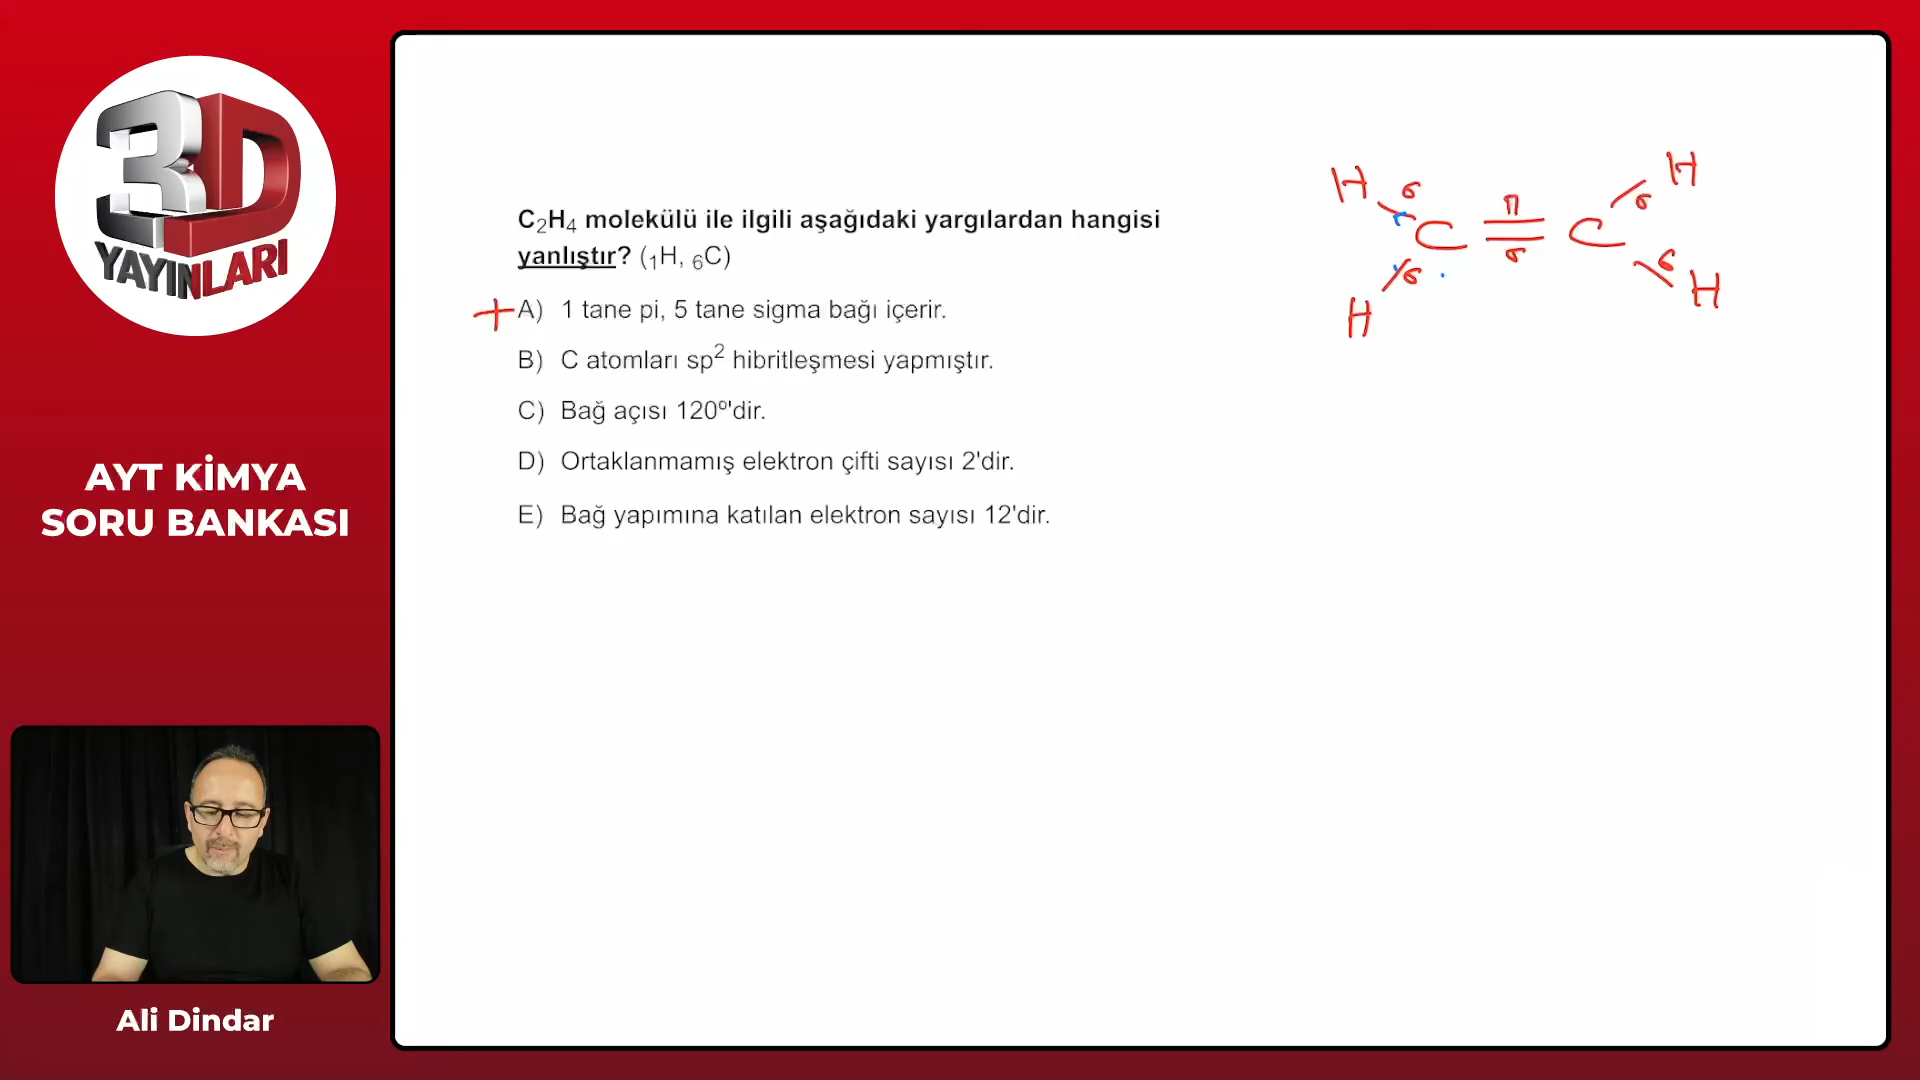 3D
YAYINLARI
AYT KİMYA
SORU BANKASI
Ali Dindar
C₂H₄ molekülü ile ilgili aşağıdaki yargılardan hangisi
yanlıştır? (₁H, ₆C)
+ A) 1 tane pi, 5 tane sigma bağı içerir.
B) C atomları sp² hibritleşmesi yapmıştır.
C) Bağ açısı 120º'dir.
D) Ortaklanmamış elektron çifti sayısı 2'dir.
E) Bağ yapımına katılan elektron sayısı 12'dir.
H σ π σ H
C = C
H σ σ σ H